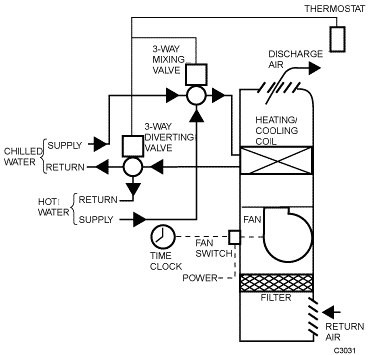 THERMOSTAT
3-WAY
MIXING
VALVE
DISCHARGE
AIR
HEATING/
COOLING
COIL
3-WAY
DIVERTING
VALVE
CHILLED
WATER
SUPPLY
RETURN
HOT
WATER
RETURN
SUPPLY
FAN
TIME
CLOCK
FAN
SWITCH
POWER
FILTER
RETURN
AIR
C3031